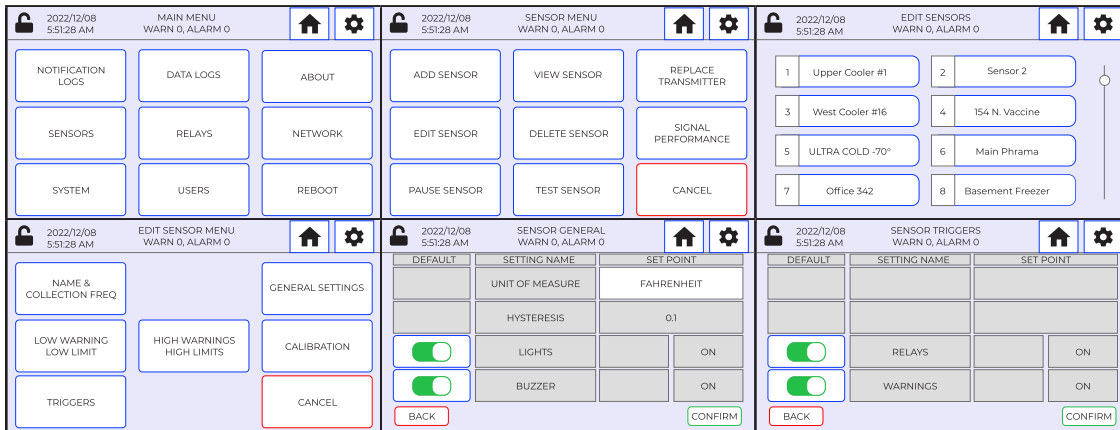 2022/12/08
5:51:28 AM
MAIN MENU
WARN 0, ALARM 0
NOTIFICATION
LOGS
DATA LOGS
ABOUT
SENSORS
RELAYS
NETWORK
SYSTEM
USERS
REBOOT
2022/12/08
5:51:28 AM
SENSOR MENU
WARN 0, ALARM 0
ADD SENSOR
VIEW SENSOR
REPLACE
TRANSMITTER
EDIT SENSOR
DELETE SENSOR
SIGNAL
PERFORMANCE
PAUSE SENSOR
TEST SENSOR
CANCEL
2022/12/08
5:51:28 AM
EDIT SENSORS
WARN 0, ALARM 0
1 Upper Cooler #1
2 Sensor 2
3 West Cooler #16
4 154 N. Vaccine
5 ULTRA COLD -70°
6 Main Phrama
7 Office 342
8 Basement Freezer
2022/12/08
5:51:28 AM
EDIT SENSOR MENU
WARN 0, ALARM 0
NAME &
COLLECTION FREQ
GENERAL SETTINGS
LOW WARNING
LOW LIMIT
HIGH WARNINGS
HIGH LIMITS
CALIBRATION
TRIGGERS
CANCEL
2022/12/08
5:51:28 AM
SENSOR GENERAL
WARN 0, ALARM 0
DEFAULT SETTING NAME SET POINT
UNIT OF MEASURE FAHRENHEIT
HYSTERESIS 0.1
LIGHTS ON
BUZZER ON
BACK CONFIRM
2022/12/08
5:51:28 AM
SENSOR TRIGGERS
WARN 0, ALARM 0
DEFAULT SETTING NAME SET POINT
RELAYS ON
WARNINGS ON
BACK CONFIRM